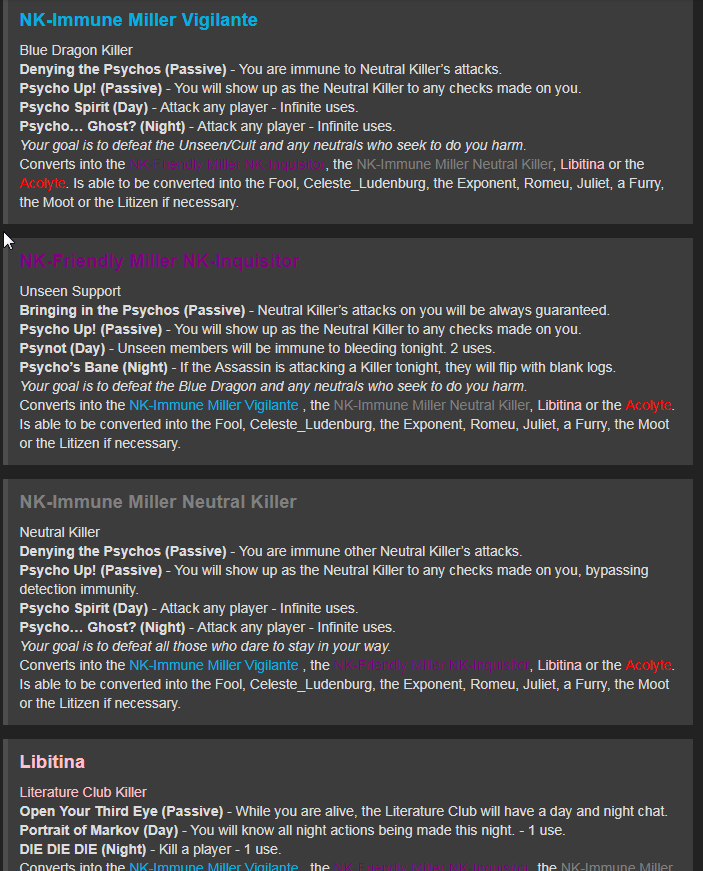 NK-Immune Miller Vigilante
Blue Dragon Killer
Denying the Psychos (Passive) - You are immune to Neutral Killer’s attacks.
Psycho Up! (Passive) - You will show up as the Neutral Killer to any checks made on you.
Psycho Spirit (Day) - Attack any player - Infinite uses.
Psycho… Ghost? (Night) - Attack any player - Infinite uses.
Your goal is to defeat the Unseen/Cult and any neutrals who seek to do you harm.
Converts into the NK-Friendly Miller NK-Inquisitor, the NK-Immune Miller Neutral Killer, Libitina or the
Acolyte. Is able to be converted into the Fool, Celeste_Ludenburg, the Exponent, Romeu, Juliet, a Furry,
the Moot or the Litizen if necessary.
NK-Friendly Miller NK-Inquisitor
Unseen Support
Bringing in the Psychos (Passive) - Neutral Killer’s attacks on you will be always guaranteed.
Psycho Up! (Passive) - You will show up as the Neutral Killer to any checks made on you.
Psynot (Day) - Unseen members will be immune to bleeding tonight. 2 uses.
Psycho’s Bane (Night) - If the Assassin is attacking a Killer tonight, they will flip with blank logs.
Your goal is to defeat the Blue Dragon and any neutrals who seek to do you harm.
Converts into the NK-Immune Miller Vigilante , the NK-Immune Miller Neutral Killer, Libitina or the Acolyte.
Is able to be converted into the Fool, Celeste_Ludenburg, the Exponent, Romeu, Juliet, a Furry, the Moot
or the Litizen if necessary.
NK-Immune Miller Neutral Killer
Neutral Killer
Denying the Psychos (Passive) - You are immune other Neutral Killer’s attacks.
Psycho Up! (Passive) - You will show up as the Neutral Killer to any checks made on you, bypassing
detection immunity.
Psycho Spirit (Day) - Attack any player - Infinite uses.
Psycho… Ghost? (Night) - Attack any player - Infinite uses.
Your goal is to defeat all those who dare to stay in your way.
Converts into the NK-Immune Miller Vigilante , the NK-Friendly Miller NK-Inquisitor, Libitina or the Acolyte.
Is able to be converted into the Fool, Celeste_Ludenburg, the Exponent, Romeu, Juliet, a Furry, the Moot
or the Litizen if necessary.
Libitina
Literature Club Killer
Open Your Third Eye (Passive) - While you are alive, the Literature Club will have a day and night chat.
Portrait of Markov (Day) - You will know all night actions being made this night. - 1 use.
DIE DIE DIE (Night) - Kill a player - 1 use.
Converts into the NK-Immune Miller Vigilante , the NK-Friendly Miller NK-Inquisitor, the NK-Immune Miller